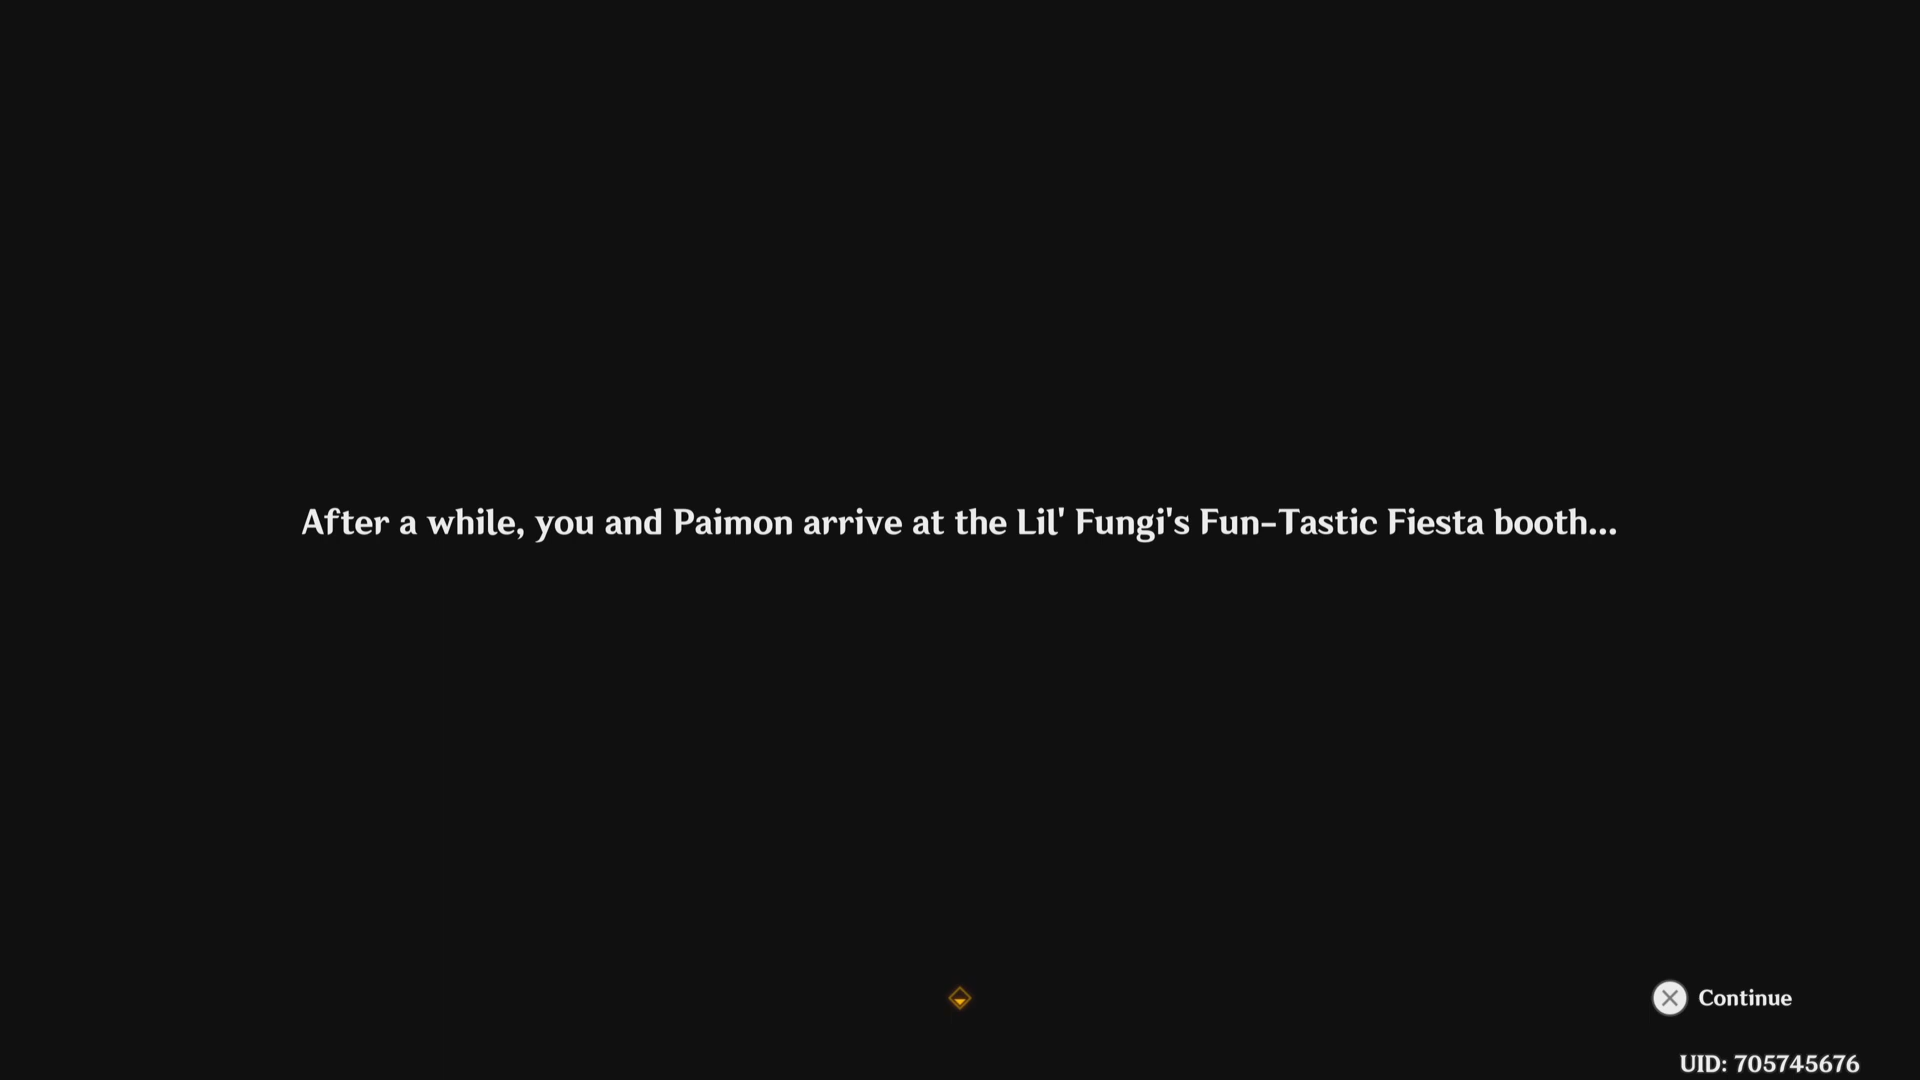 After a while, you and Paimon arrive at the Lil' Fungi's Fun-Tastic Fiesta booth...
Continue
UID: 705745676